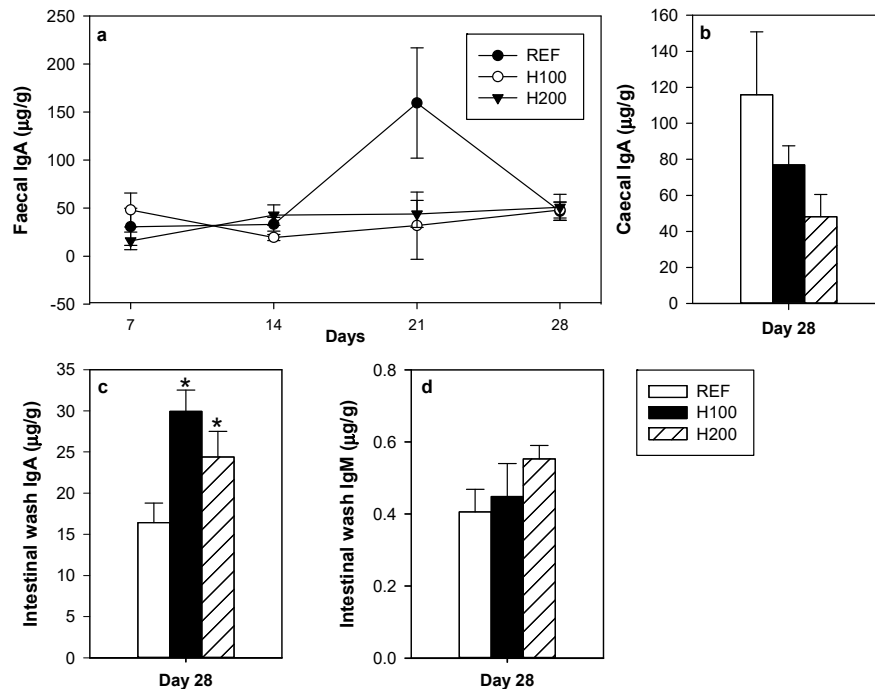 a
250
200
150
100
50
0
-50
Faecal IgA (µg/g)
7
14
21
28
Days
REF
H100
H200
b
160
140
120
100
80
60
40
20
0
Caecal IgA (µg/g)
Day 28
c
35
30
25
20
15
10
5
0
Intestinal wash IgA (µg/g)
*
*
Day 28
d
0.8
0.6
0.4
0.2
0.0
Intestinal wash IgM (µg/g)
Day 28
REF
H100
H200